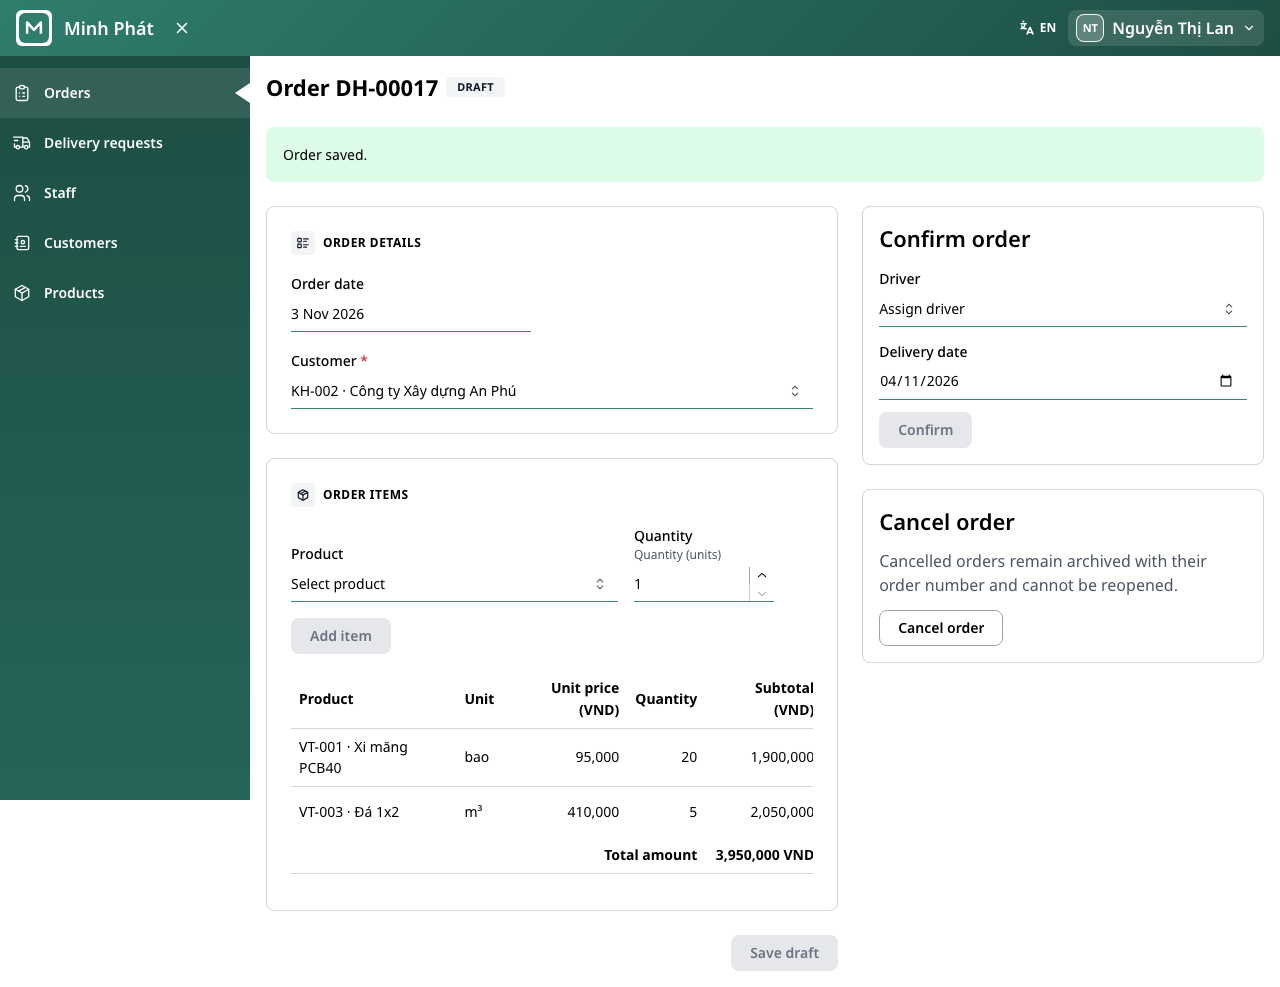 Minh Phát
EN
NT
Nguyễn Thị Lan
Orders
Delivery requests
Staff
Customers
Products
Order DH-00017
DRAFT
Order saved.
ORDER DETAILS
Order date
3 Nov 2026
Customer *
KH-002 · Công ty Xây dựng An Phú
ORDER ITEMS
Product
Select product
Quantity
Quantity (units)
1
Add item
Product Unit Unit price (VND) Quantity Subtotal (VND)
VT-001 · Xi măng PCB40 bao 95,000 20 1,900,000
VT-003 · Đá 1x2 m³ 410,000 5 2,050,000
Total amount 3,950,000 VND
Save draft
Confirm order
Driver
Assign driver
Delivery date
04/11/2026
Confirm
Cancel order
Cancelled orders remain archived with their
order number and cannot be reopened.
Cancel order